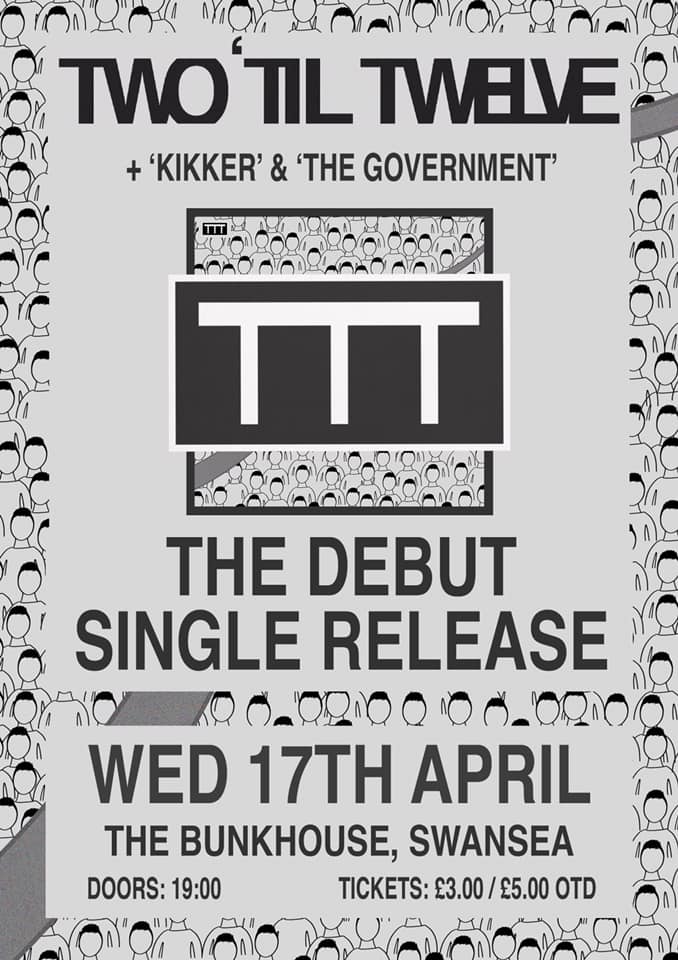 TWO 'TIL TWELVE
+ ‘KIKKER’ & ‘THE GOVERNMENT’
TTT
TTT
THE DEBUT
SINGLE RELEASE
WED 17TH APRIL
THE BUNKHOUSE, SWANSEA
DOORS: 19:00 TICKETS: £3.00 / £5.00 OTD